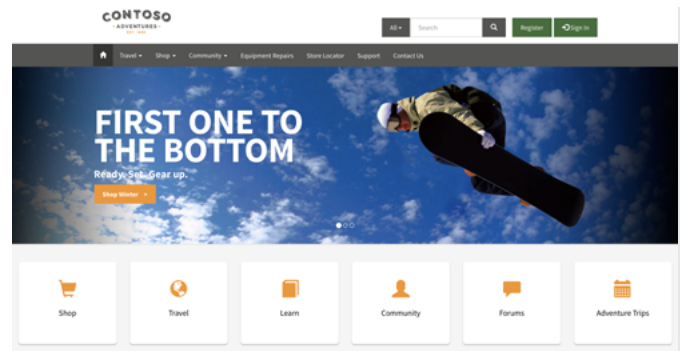 CONTOSO
-ADVENTURES-
All Search Register Sign In
Travel Shop Community Equipment Repairs Store Locator Support Contact Us
FIRST ONE TO
THE BOTTOM
Ready. Set. Gear up.
Shop Winter
Shop Travel Learn Community Forums Adventure Trips